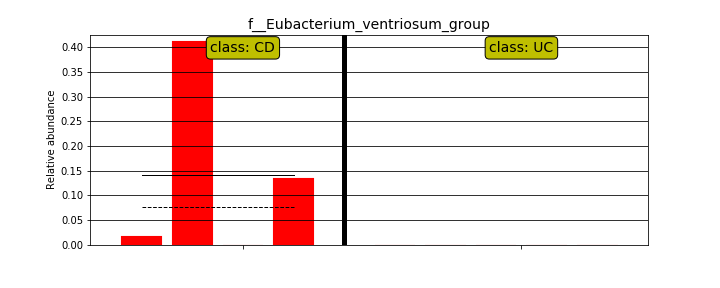 f__Eubacterium_ventriosum_group
class: CD
class: UC
Relative abundance
0.40
0.35
0.30
0.25
0.20
0.15
0.10
0.05
0.00